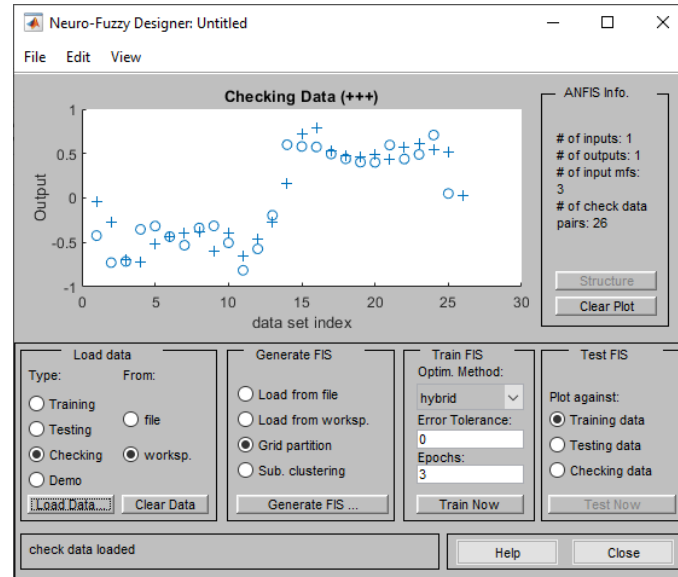 Neuro-Fuzzy Designer: Untitled
File Edit View
Checking Data (+++)
1
0.5
0
-0.5
-1
Output
0 5 10 15 20 25 30
data set index
ANFIS Info.
# of inputs: 1
# of outputs: 1
# of input mfs:
3
# of check data
pairs: 26
Structure
Clear Plot
Load data
Type: From:
Training
Testing
Checking
Demo
file
worksp.
Load Data...
Clear Data
Generate FIS
Load from file
Load from worksp.
Grid partition
Sub. clustering
Generate FIS ...
Train FIS
Optim. Method:
hybrid
Error Tolerance:
0
Epochs:
3
Train Now
Test FIS
Plot against:
Training data
Testing data
Checking data
Test Now
check data loaded
Help
Close